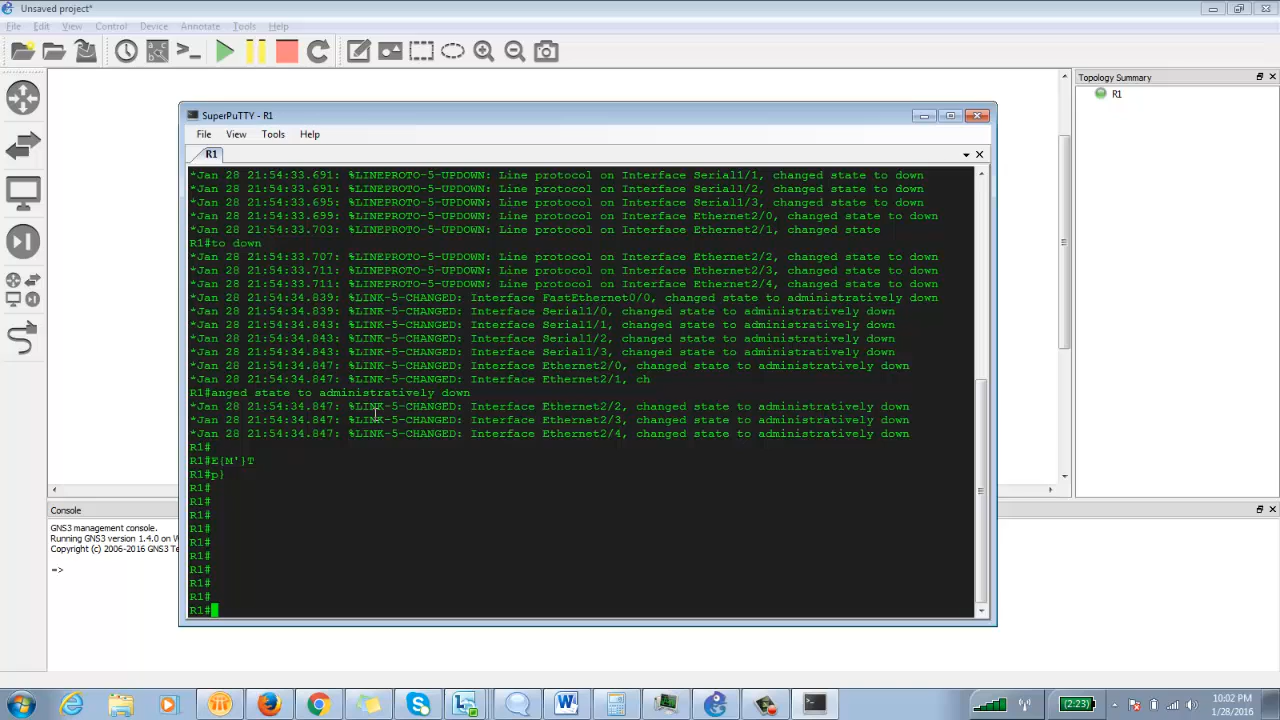 Unsaved project*
File Edit View Control Device Annotate Tools Help
Topology Summary
R1
SuperPuTTY - R1
File View Tools Help
R1
*Jan 28 21:54:33.691: %LINEPROTO-5-UPDOWN: Line protocol on Interface Serial1/1, changed state to down
*Jan 28 21:54:33.691: %LINEPROTO-5-UPDOWN: Line protocol on Interface Serial1/2, changed state to down
*Jan 28 21:54:33.695: %LINEPROTO-5-UPDOWN: Line protocol on Interface Serial1/3, changed state to down
*Jan 28 21:54:33.699: %LINEPROTO-5-UPDOWN: Line protocol on Interface Ethernet2/0, changed state to down
*Jan 28 21:54:33.703: %LINEPROTO-5-UPDOWN: Line protocol on Interface Ethernet2/1, changed state
R1#to down
*Jan 28 21:54:33.707: %LINEPROTO-5-UPDOWN: Line protocol on Interface Ethernet2/2, changed state to down
*Jan 28 21:54:33.711: %LINEPROTO-5-UPDOWN: Line protocol on Interface Ethernet2/3, changed state to down
*Jan 28 21:54:33.711: %LINEPROTO-5-UPDOWN: Line protocol on Interface Ethernet2/4, changed state to down
*Jan 28 21:54:34.839: %LINK-5-CHANGED: Interface FastEthernet0/0, changed state to administratively down
*Jan 28 21:54:34.839: %LINK-5-CHANGED: Interface Serial1/0, changed state to administratively down
*Jan 28 21:54:34.843: %LINK-5-CHANGED: Interface Serial1/1, changed state to administratively down
*Jan 28 21:54:34.843: %LINK-5-CHANGED: Interface Serial1/2, changed state to administratively down
*Jan 28 21:54:34.843: %LINK-5-CHANGED: Interface Serial1/3, changed state to administratively down
*Jan 28 21:54:34.847: %LINK-5-CHANGED: Interface Ethernet2/0, changed state to administratively down
*Jan 28 21:54:34.847: %LINK-5-CHANGED: Interface Ethernet2/1, ch
R1#anged state to administratively down
*Jan 28 21:54:34.847: %LINK-5-CHANGED: Interface Ethernet2/2, changed state to administratively down
*Jan 28 21:54:34.847: %LINK-5-CHANGED: Interface Ethernet2/3, changed state to administratively down
*Jan 28 21:54:34.847: %LINK-5-CHANGED: Interface Ethernet2/4, changed state to administratively down
R1#
R1#E{M'}T
R1#p}
R1#
R1#
R1#
R1#
R1#
R1#
R1#
R1#
R1#
R1#
Console
GNS3 management console.
Running GNS3 version 1.4.0 on W
Copyright (c) 2006-2016 GNS3 Te
=>
(2:23)
10:02 PM
1/28/2016